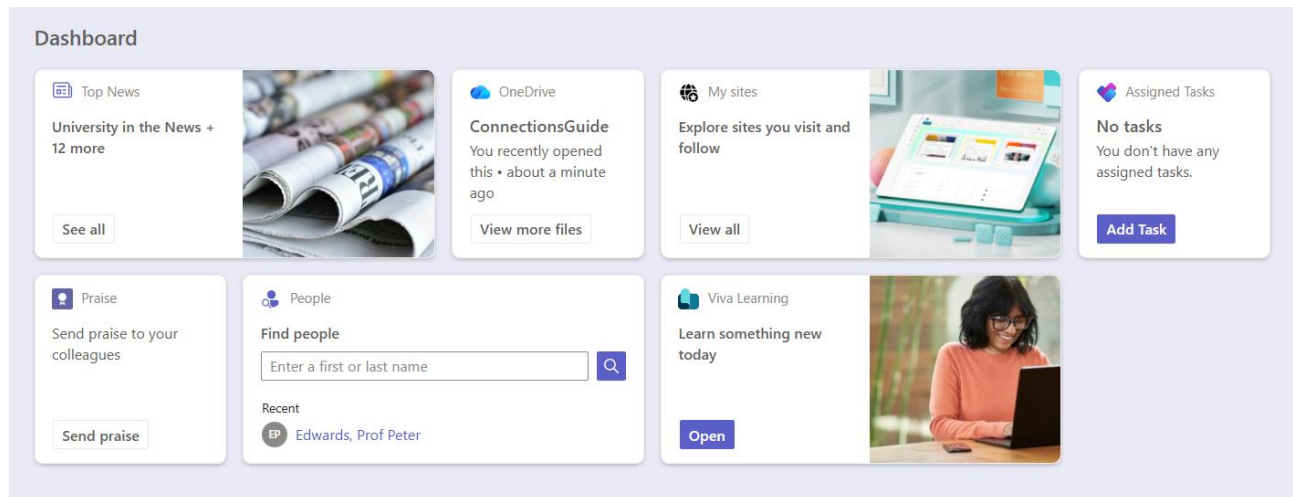 Dashboard
Top News
University in the News +
12 more
See all
OneDrive
ConnectionsGuide
You recently opened
this • about a minute
ago
View more files
My sites
Explore sites you visit and
follow
View all
Assigned Tasks
No tasks
You don't have any
assigned tasks.
Add Task
Praise
Send praise to your
colleagues
Send praise
People
Find people
Enter a first or last name
Recent
EP Edwards, Prof Peter
Viva Learning
Learn something new
today
Open